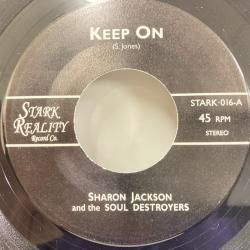 KEEP ON
(S. Jones)
STARK
REALITY
Record Co.
STARK-016-A
45 RPM
STEREO
SHARON JACKSON
and the SOUL DESTROYERS